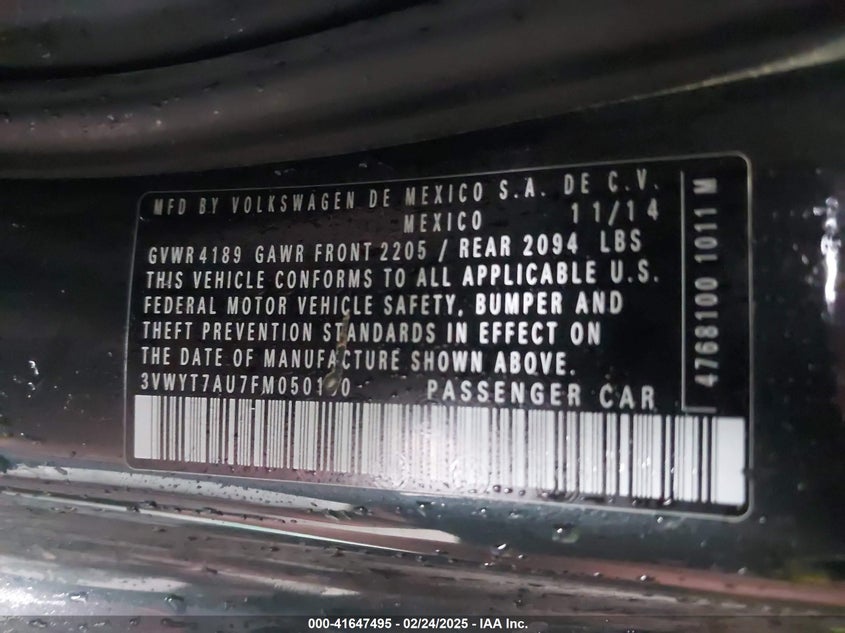 MFD BY VOLKSWAGEN DE MEXICO S.A. DE C.V.
MEXICO 11/14
GVWR 4189 GAWR FRONT 2205 / REAR 2094 LBS
THIS VEHICLE CONFORMS TO ALL APPLICABLE U.S.
FEDERAL MOTOR VEHICLE SAFETY, BUMPER AND
THEFT PREVENTION STANDARDS IN EFFECT ON
THE DATE OF MANUFACTURE SHOWN ABOVE.
PASSENGER CAR
4768100 1011 M
000-41647495 - 02/24/2025 - IAA Inc.